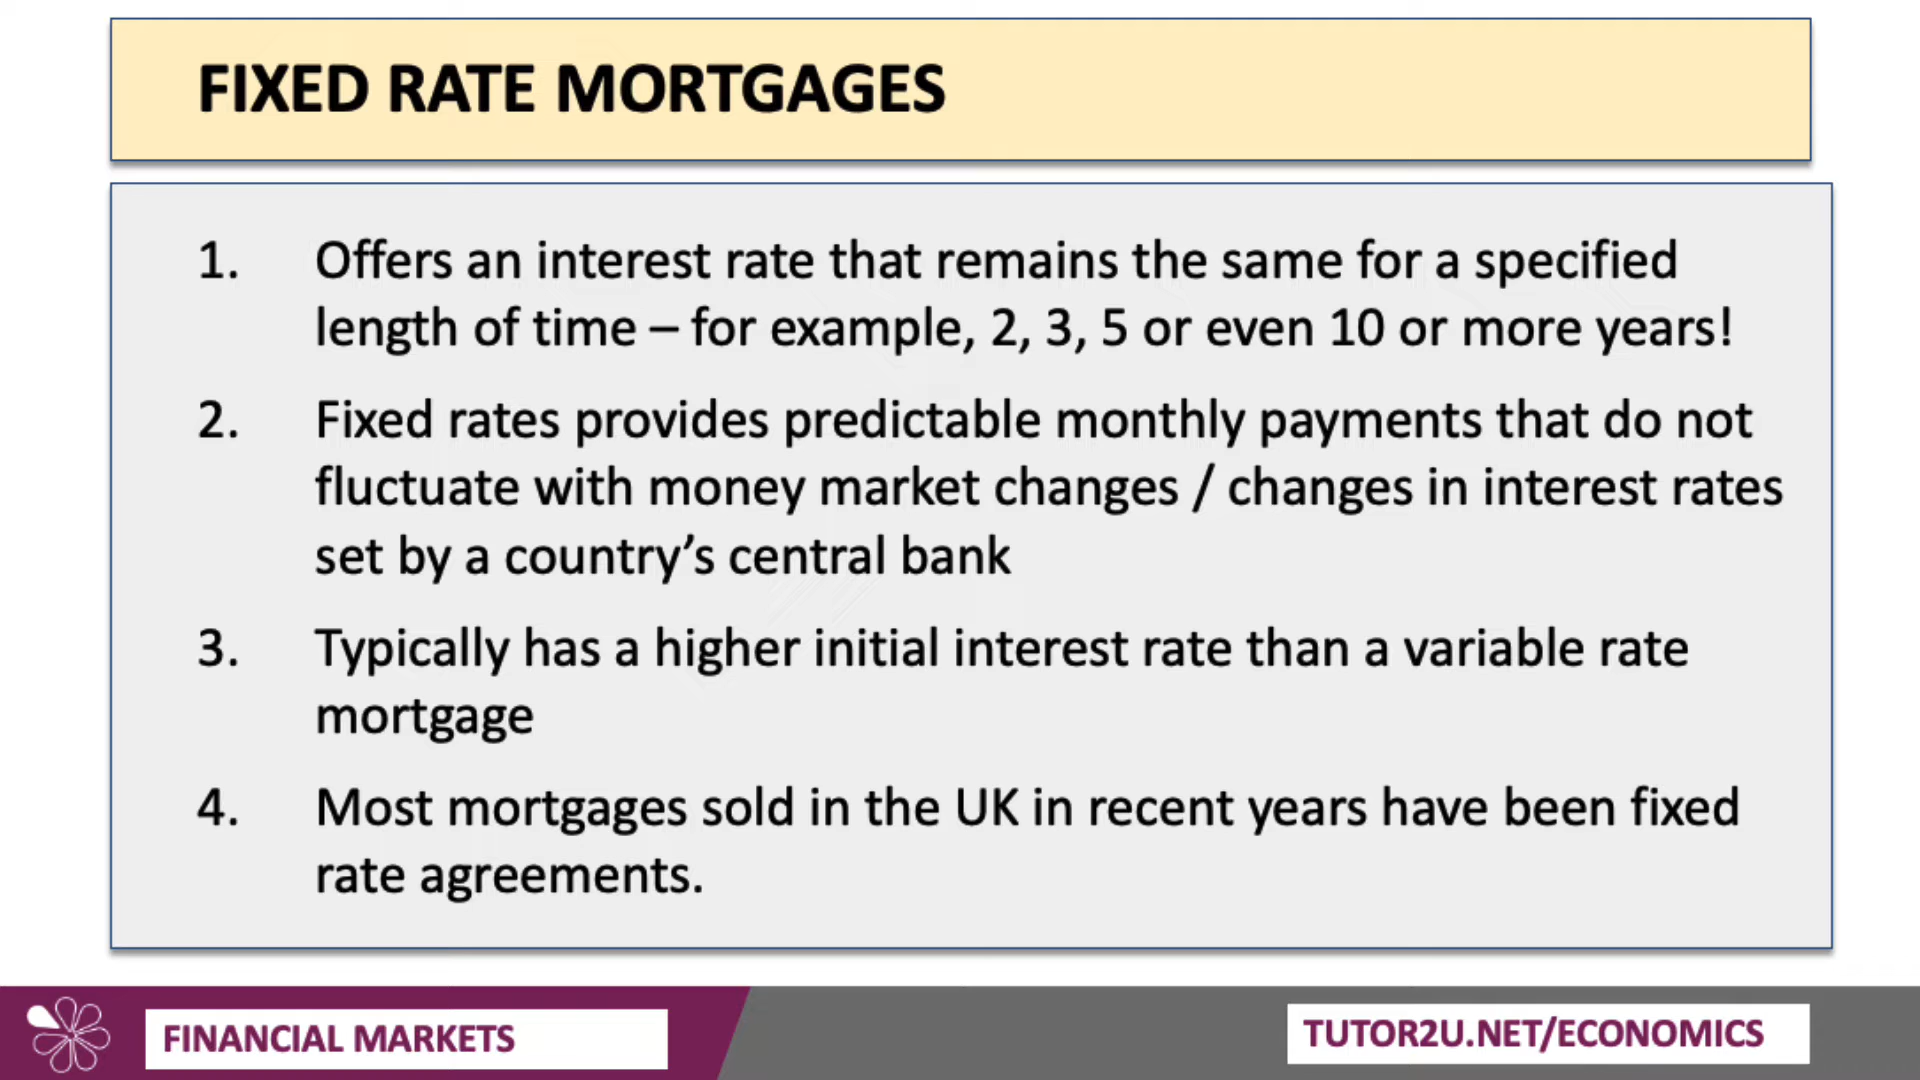 FIXED RATE MORTGAGES
1. Offers an interest rate that remains the same for a specified
length of time – for example, 2, 3, 5 or even 10 or more years!
2. Fixed rates provides predictable monthly payments that do not
fluctuate with money market changes / changes in interest rates
set by a country’s central bank
3. Typically has a higher initial interest rate than a variable rate
mortgage
4. Most mortgages sold in the UK in recent years have been fixed
rate agreements.
FINANCIAL MARKETS
TUTOR2U.NET/ECONOMICS